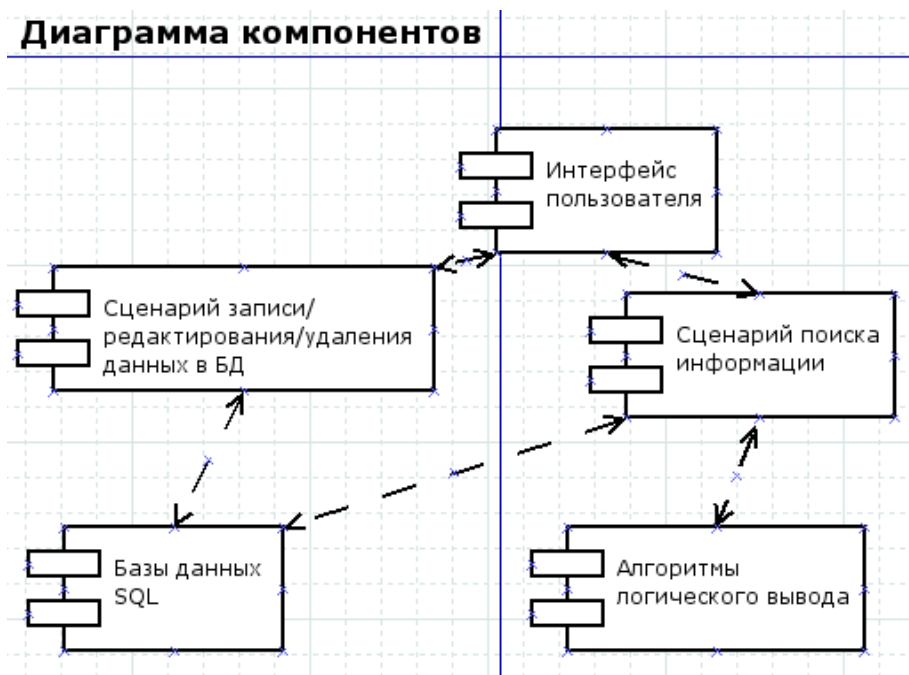 Диаграмма компонентов
Интерфейс
пользователя
Сценарий записи/
редактирования/удаления
данных в БД
Сценарий поиска
информации
Базы данных
SQL
Алгоритмы
логического вывода